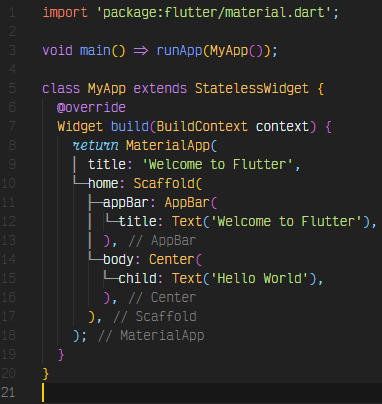 1 import 'package:flutter/material.dart';
2
3 void main() => runApp(MyApp());
4
5 class MyApp extends StatelessWidget {
6   @override
7   Widget build(BuildContext context) {
8     return MaterialApp(
9       title: 'Welcome to Flutter',
10      home: Scaffold(
11        appBar: AppBar(
12          title: Text('Welcome to Flutter'),
13        ), // AppBar
14        body: Center(
15          child: Text('Hello World'),
16        ), // Center
17      ), // Scaffold
18    ); // MaterialApp
19  }
20 }
21